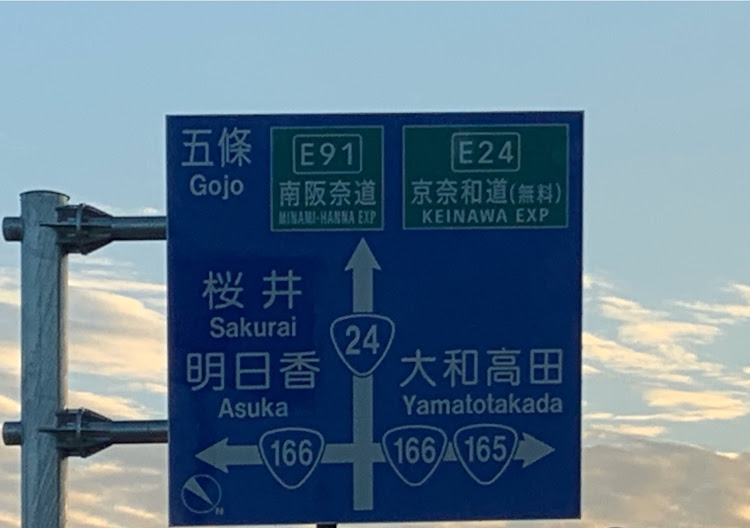 五條
Gojo
E91
南阪奈道
MINAMI-HANNA EXP
E24
京奈和道(無料)
KEINAWA EXP
桜井
Sakurai
明日香
Asuka
24
大和高田
Yamatotakada
166
166
165
N